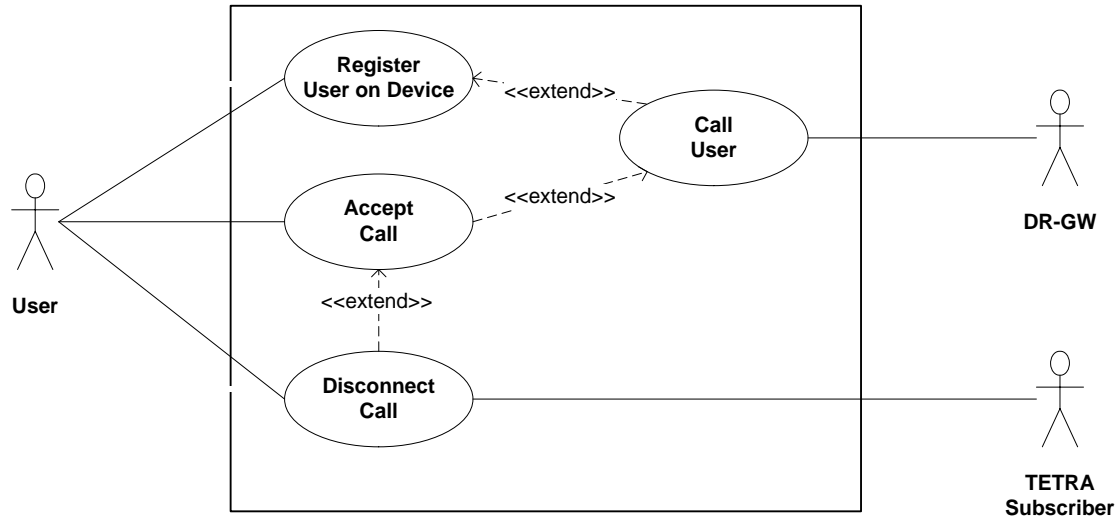 Register
User on Device
<<extend>>
Call
User
<<extend>>
Accept
Call
DR-GW
User
<<extend>>
Disconnect
Call
TETRA
Subscriber